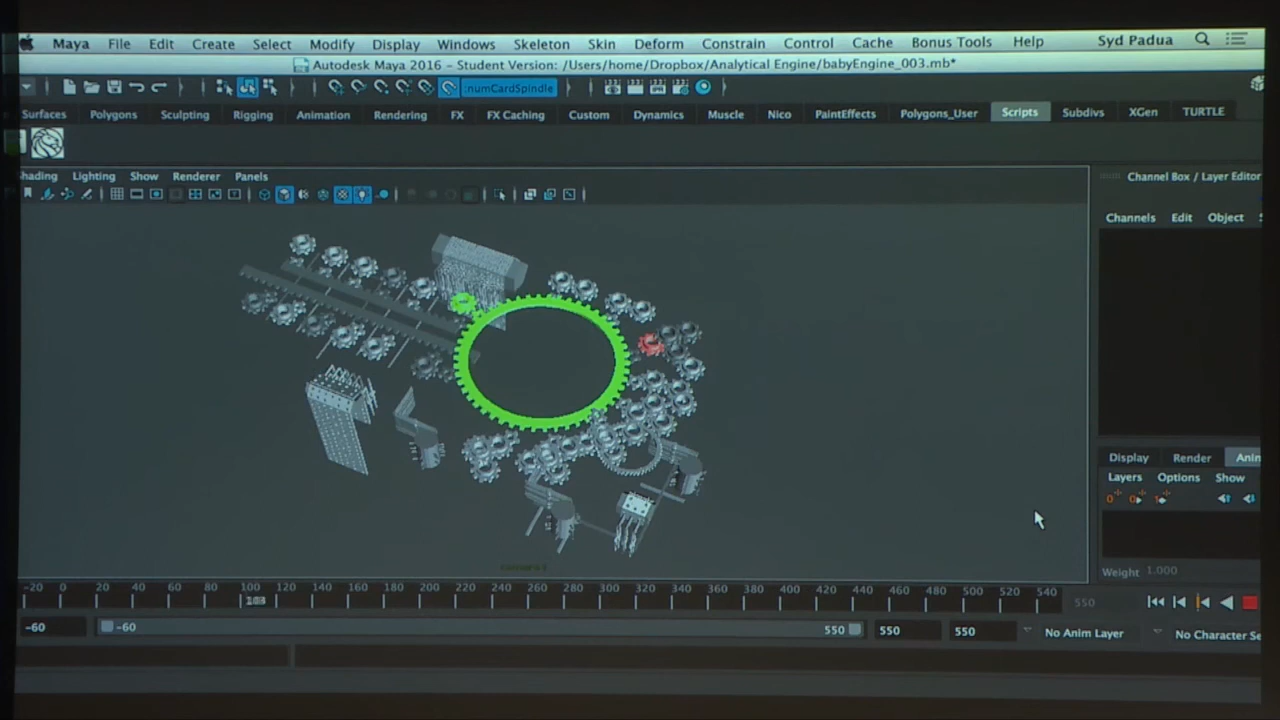 Maya File Edit Create Select Modify Display Windows Skeleton Skin Deform Constrain Control Cache Bonus Tools Help Syd Padua
Autodesk Maya 2016 - Student Version: /Users/home/Dropbox/Analytical Engine/babyEngine_003.mb*
numCardSpindle
Surfaces Polygons Sculpting Rigging Animation Rendering FX FX Caching Custom Dynamics Muscle Nico PaintEffects Polygons_User Scripts Subdivs XGen TURTLE
hading Lighting Show Renderer Panels
Channel Box / Layer Editor
Channels Edit Object
Display Render Anim
Layers Options Show
Weight 1.000
-20 0 20 40 60 80 100 120 140 160 180 200 220 240 260 280 300 320 340 360 380 400 420 440 460 480 500 520 540
103
550
-60 -60 550 550 550 No Anim Layer No Character Se